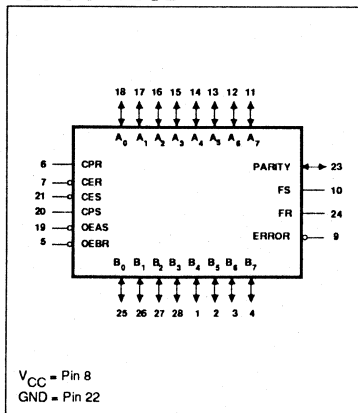 18 17 16 15 14 13 12 11
A0 A1 A2 A3 A4 A5 A6 A7
6 CPR PARITY 23
7 CER
21 CES FS 10
20 CPS
19 OEAS FR 24
5 OEBR ERROR 9
B0 B1 B2 B3 B4 B5 B6 B7
25 26 27 28 1 2 3 4
VCC = Pin 8
GND = Pin 22